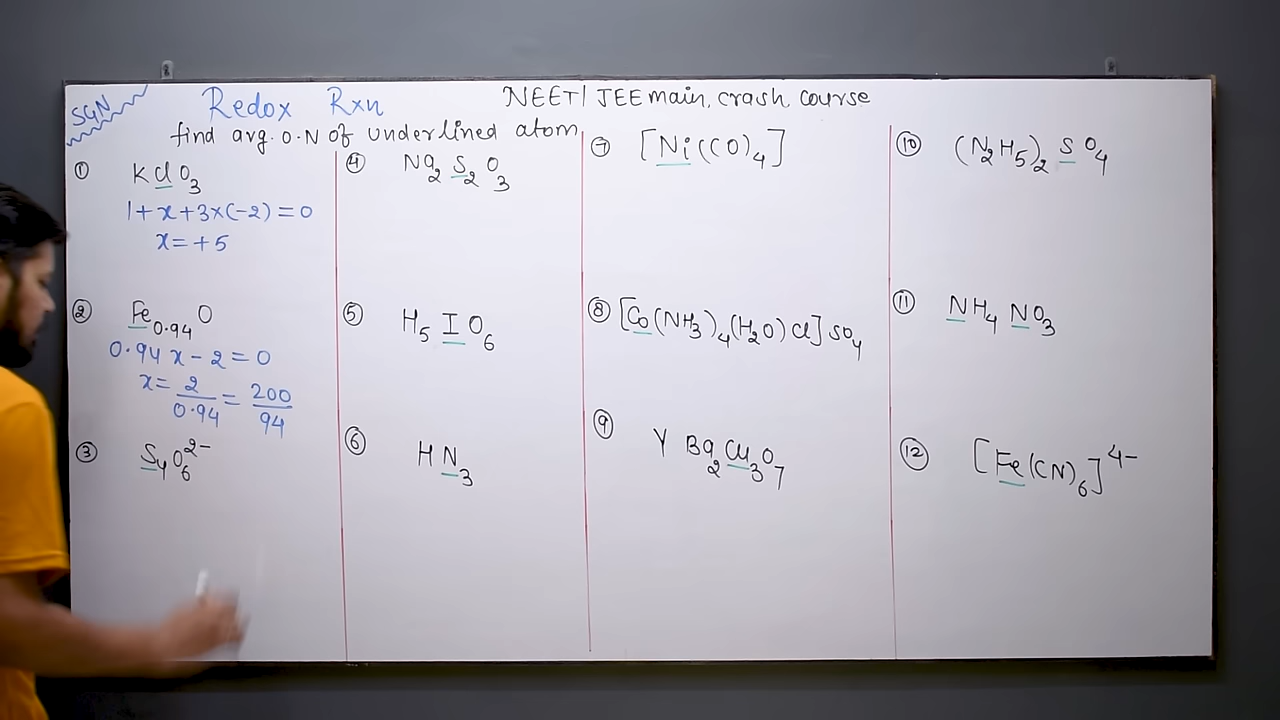 SGN
Redox Rxn
NEET/ JEE main, crash course
find avg. O.N of underlined atom
① KClO₃
1 + x + 3×(-2) = 0
x = +5
② Fe₀.₉₄O
0.94 x - 2 = 0
x = 2/0.94 = 200/94
③ S₄O₆²⁻
④ Na₂S₂O₃
⑤ H₅IO₆
⑥ HN₃
⑦ [Ni(CO)₄]
⑧ [Co(NH₃)₄(H₂O)Cl]SO₄
⑨ YBa₂Cu₃O₇
⑩ (N₂H₅)₂SO₄
⑪ NH₄NO₃
⑫ [Fe(CN)₆]⁴⁻